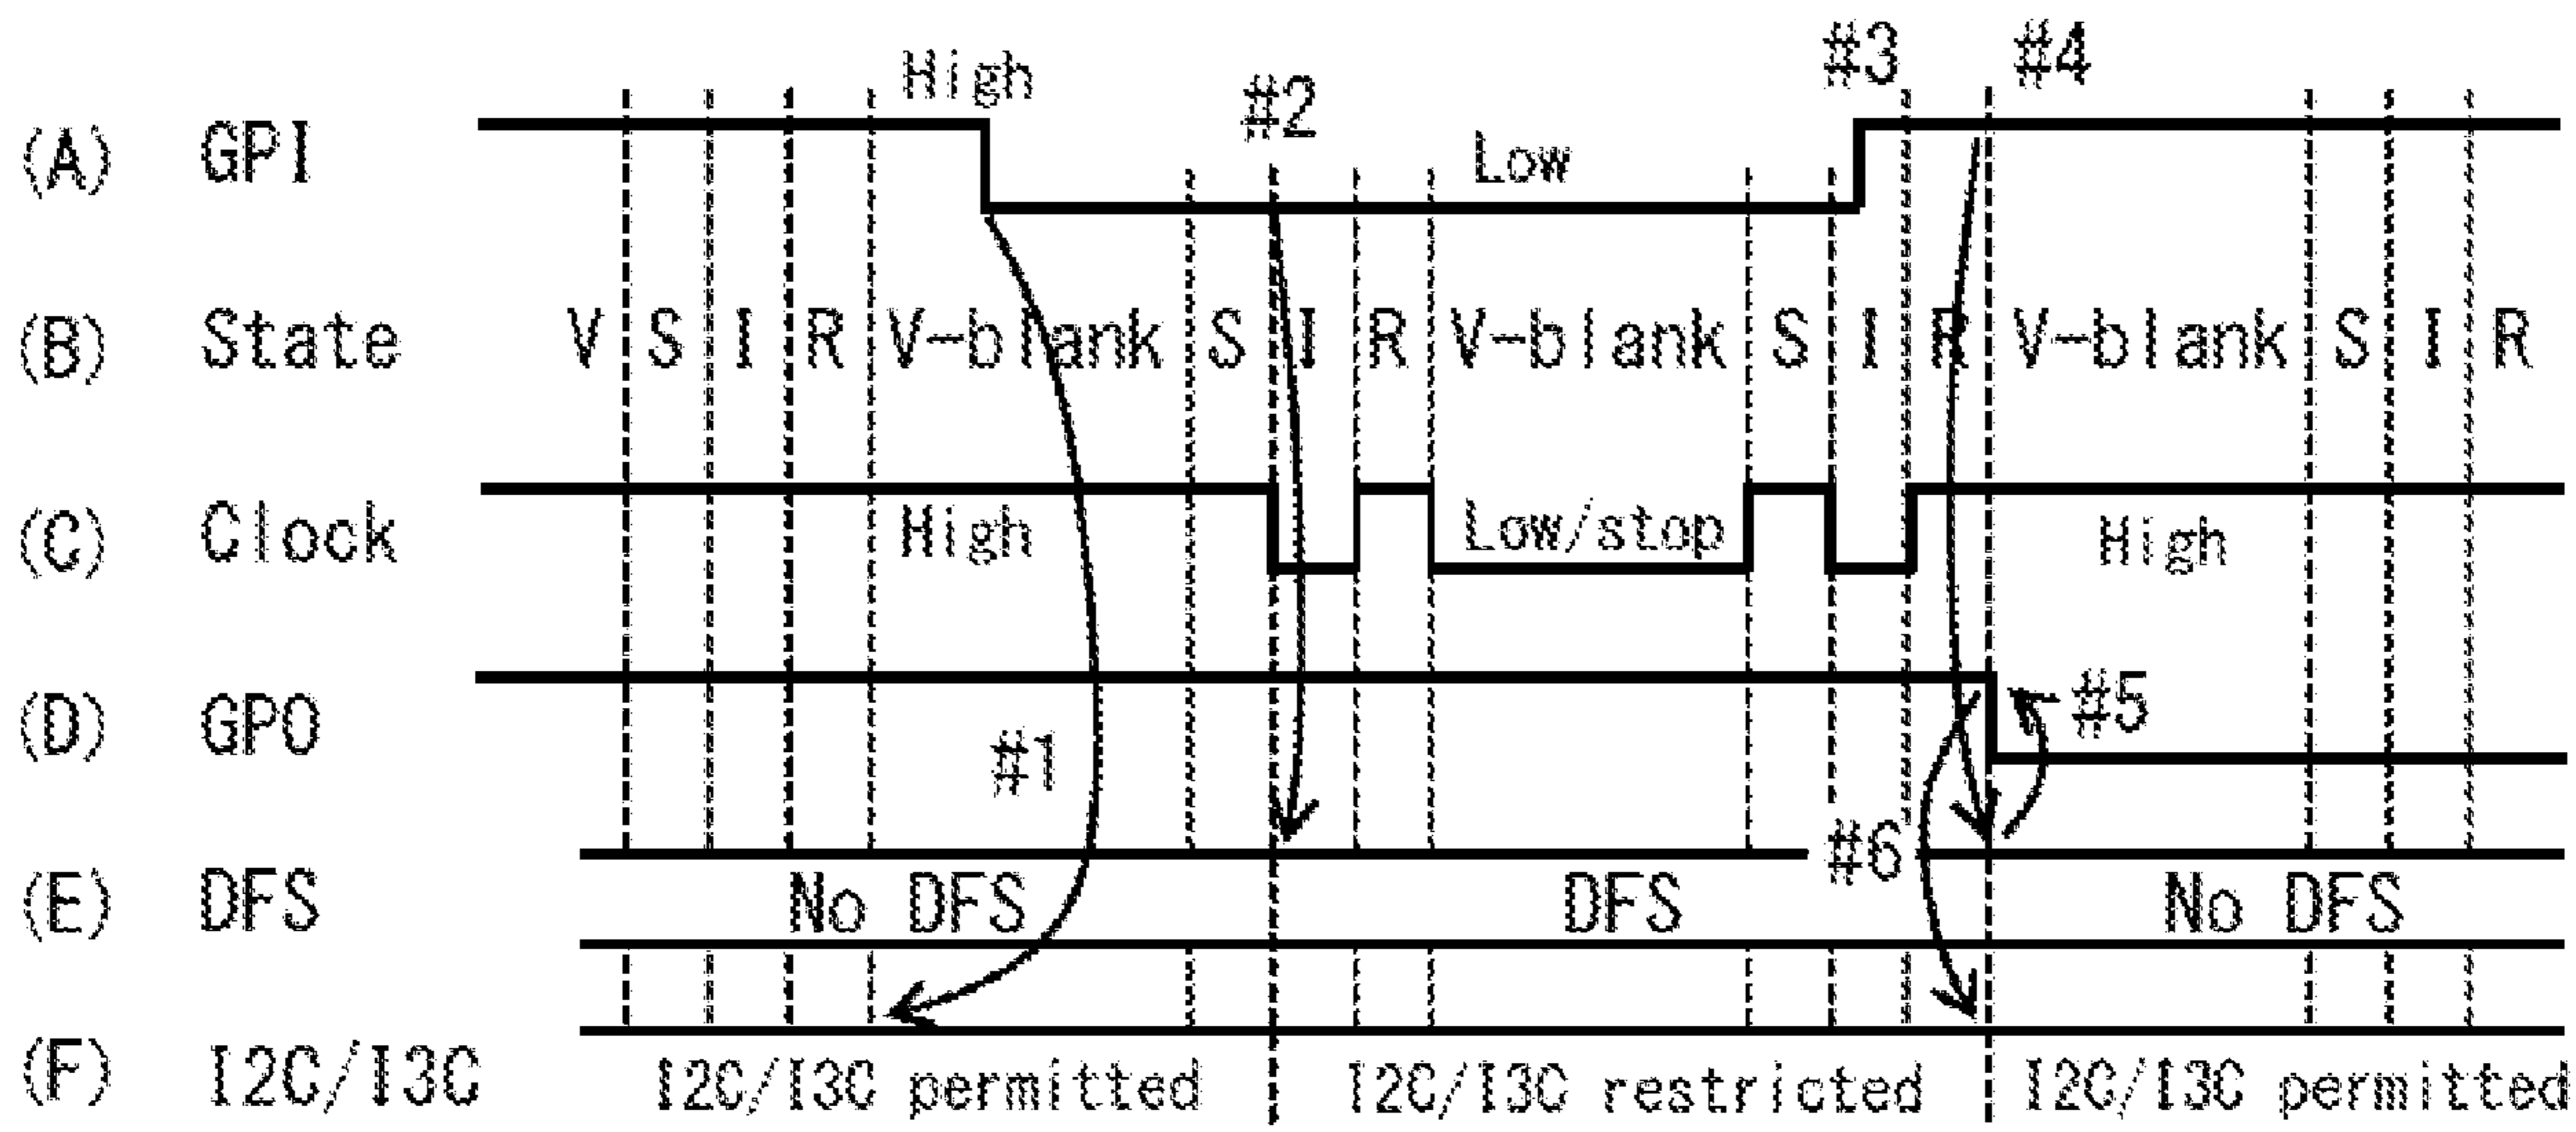 #3 #4
High
#2
(A) GPI Low
(B) State V S I R V-blank S I R V-blank S I R V-blank S I R
(C) Clock High Low/stop High
(D) GPO #5
#1
#6
(E) DFS No DFS DFS No DFS
(F) I2C/I3C I2C/I3C permitted I2C/I3C restricted I2C/I3C permitted